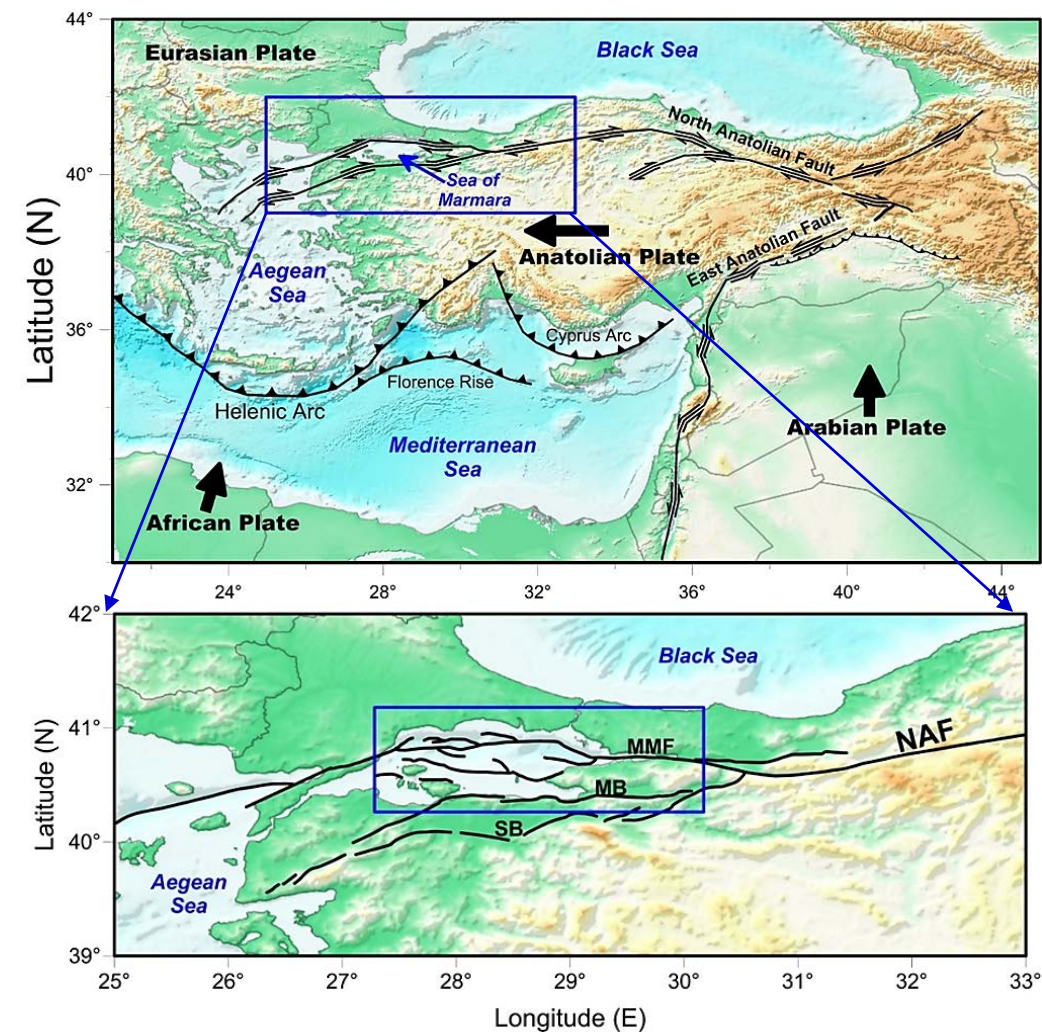 44°
Eurasian Plate
Black Sea
North Anatolian Fault
40°
Sea of
Marmara
Latitude (N)
Anatolian Plate
East Anatolian Fault
Aegean
Sea
36°
Cyprus Arc
Florence Rise
Helenic Arc
Arabian Plate
Mediterranean
Sea
32°
African Plate
24°
28°
32°
36°
40°
44°
42°
Black Sea
41°
NAF
MMF
Latitude (N)
MB
SB
40°
Aegean
Sea
39°
25°
26°
27°
28°
29°
30°
31°
32°
33°
Longitude (E)